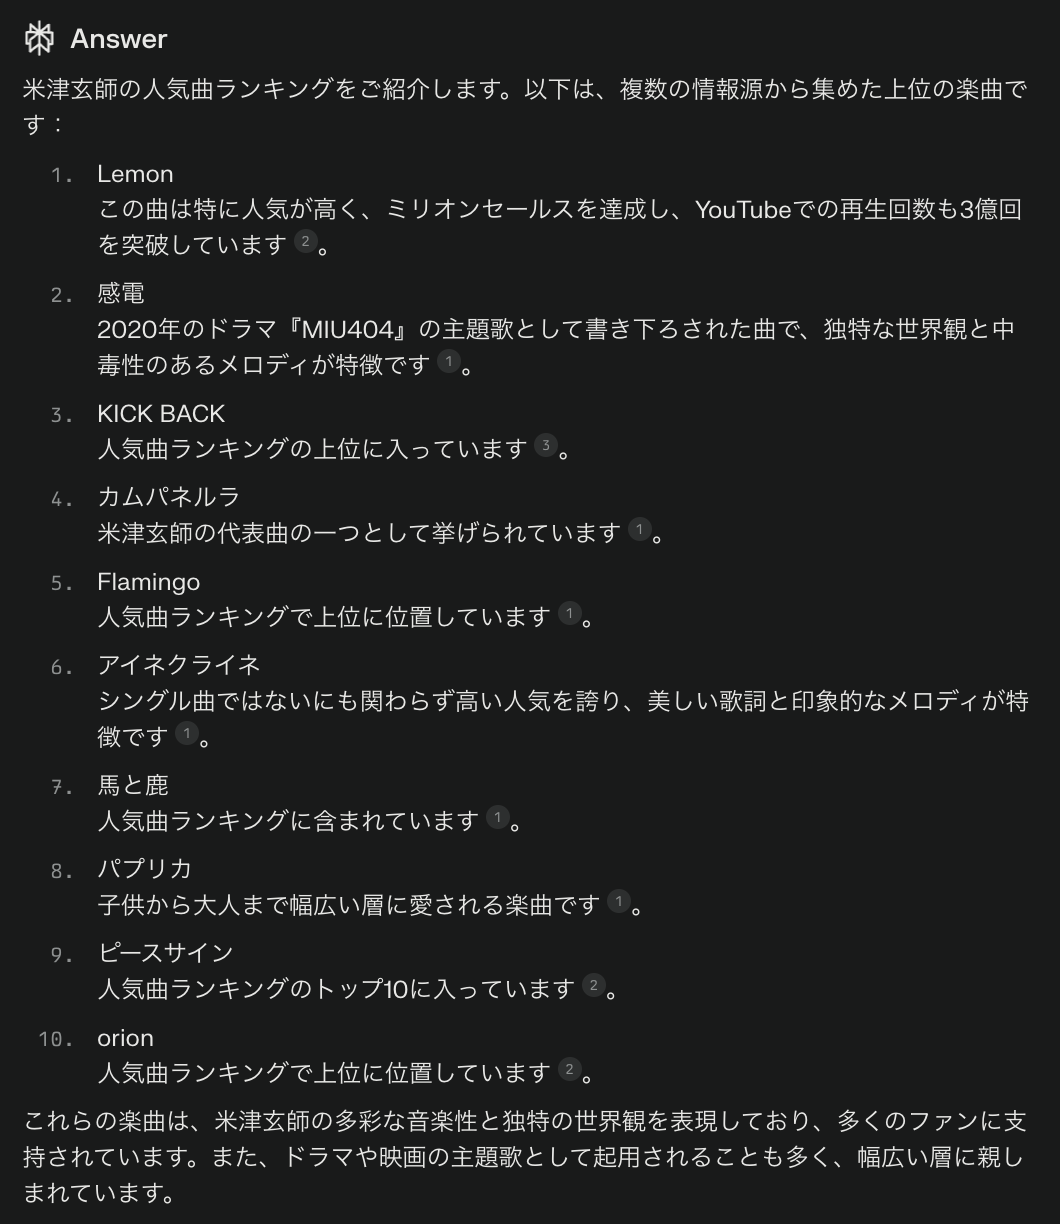 Answer
米津玄師の人気曲ランキングをご紹介します。以下は、複数の情報源から集めた上位の楽曲で
す：
1. Lemon
この曲は特に人気が高く、ミリオンセールスを達成し、YouTubeでの再生回数も3億回
を突破しています 2 。
2. 感電
2020年のドラマ『MIU404』の主題歌として書き下ろされた曲で、独特な世界観と中
毒性のあるメロディが特徴です 1 。
3. KICK BACK
人気曲ランキングの上位に入っています 3 。
4. カムパネルラ
米津玄師の代表曲の一つとして挙げられています 1 。
5. Flamingo
人気曲ランキングで上位に位置しています 1 。
6. アイネクライネ
シングル曲ではないにも関わらず高い人気を誇り、美しい歌詞と印象的なメロディが特
徴です 1 。
7. 馬と鹿
人気曲ランキングに含まれています 1 。
8. パプリカ
子供から大人まで幅広い層に愛される楽曲です 1 。
9. ピースサイン
人気曲ランキングのトップ10に入っています 2 。
10. orion
人気曲ランキングで上位に位置しています 2 。
これらの楽曲は、米津玄師の多彩な音楽性と独特の世界観を表現しており、多くのファンに支
持されています。また、ドラマや映画の主題歌として起用されることも多く、幅広い層に親し
まれています。